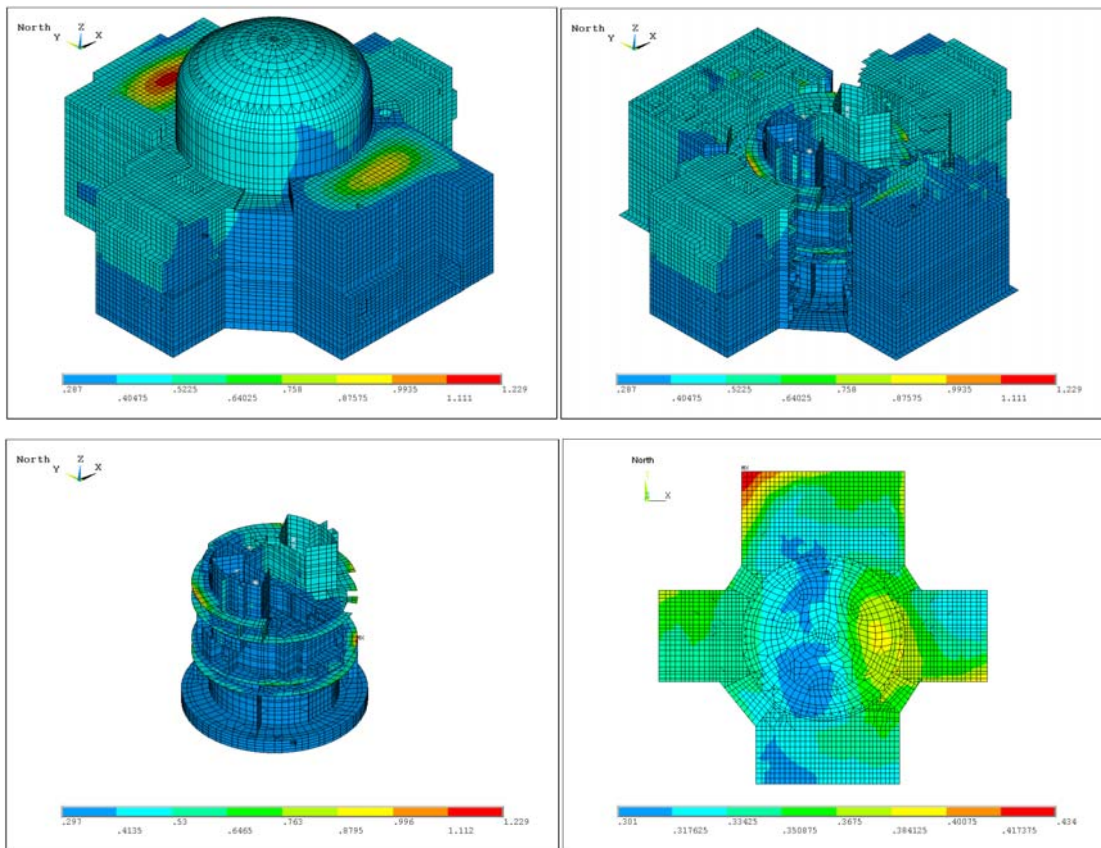 North
Z
Y X
.287 .5225 .758 .9935 1.229
.40475 .64025 .87575 1.111
North
Z
Y X
.287 .5225 .758 .9935 1.229
.40475 .64025 .87575 1.111
North
Z
Y X
.297 .53 .763 .996 1.229
.4135 .6465 .8795 1.112
North
X
.301 .33425 .3675 .40075 .434
.317625 .350875 .384125 .417375